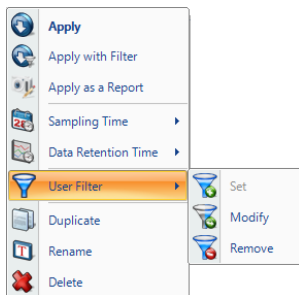 Apply
Apply with Filter
Apply as a Report
Sampling Time
Data Retention Time
User Filter
Set
Duplicate
Modify
Rename
Remove
Delete